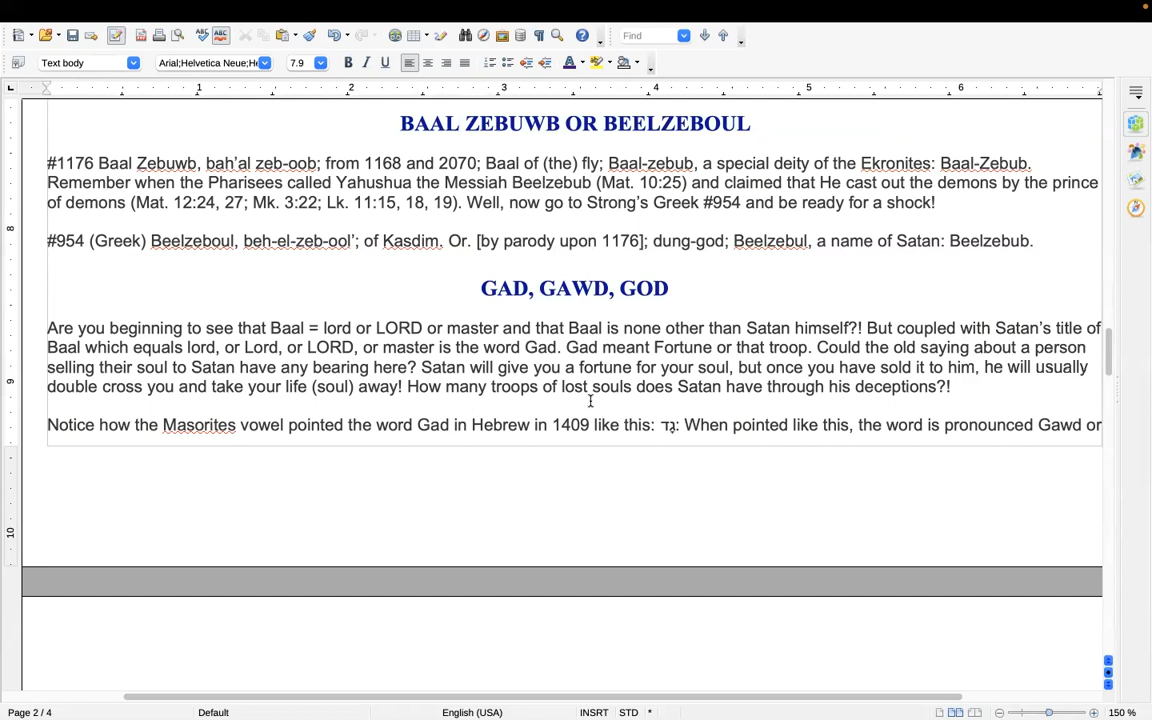 Find
Text body
Arial;Helvetica Neue;He
7.9
1 2 3 4 5 6
BAAL ZEBUWB OR BEELZEBOUL
#1176 Baal Zebuwb, bah'al zeb-oob; from 1168 and 2070; Baal of (the) fly; Baal-zebub, a special deity of the Ekronites: Baal-Zebub.
Remember when the Pharisees called Yahushua the Messiah Beelzebub (Mat. 10:25) and claimed that He cast out the demons by the prince
of demons (Mat. 12:24, 27; Mk. 3:22; Lk. 11:15, 18, 19). Well, now go to Strong's Greek #954 and be ready for a shock!
8
#954 (Greek) Beelzeboul, beh-el-zeb-ool'; of Kasdim. Or. [by parody upon 1176]; dung-god; Beelzebul, a name of Satan: Beelzebub.
GAD, GAWD, GOD
Are you beginning to see that Baal = lord or LORD or master and that Baal is none other than Satan himself?! But coupled with Satan's title of
Baal which equals lord, or Lord, or LORD, or master is the word Gad. Gad meant Fortune or that troop. Could the old saying about a person
selling their soul to Satan have any bearing here? Satan will give you a fortune for your soul, but once you have sold it to him, he will usually
9
double cross you and take your life (soul) away! How many troops of lost souls does Satan have through his deceptions?!
Notice how the Masorites vowel pointed the word Gad in Hebrew in 1409 like this: גָּד: When pointed like this, the word is pronounced Gawd or
10
Page 2 / 4
Default
English (USA)
INSRT
STD
*
150 %